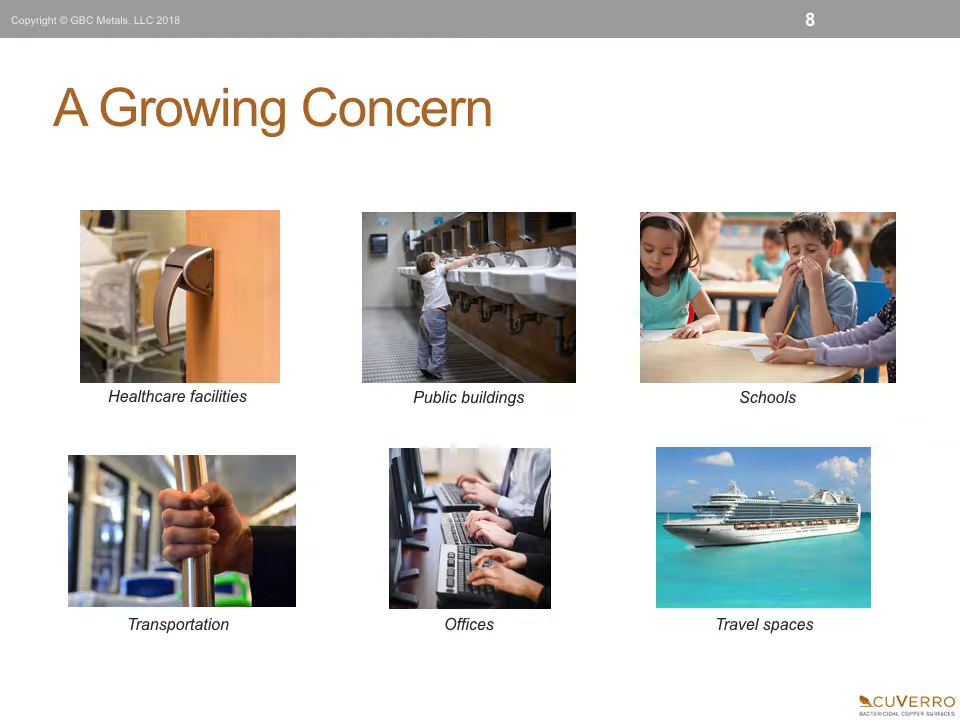 Copyright © GBC Metals. LLC 2018
8
A Growing Concern
Healthcare facilities
Public buildings
Schools
Transportation
Offices
Travel spaces
CUVERRO
BACTERICIDAL COPPER SURFACES